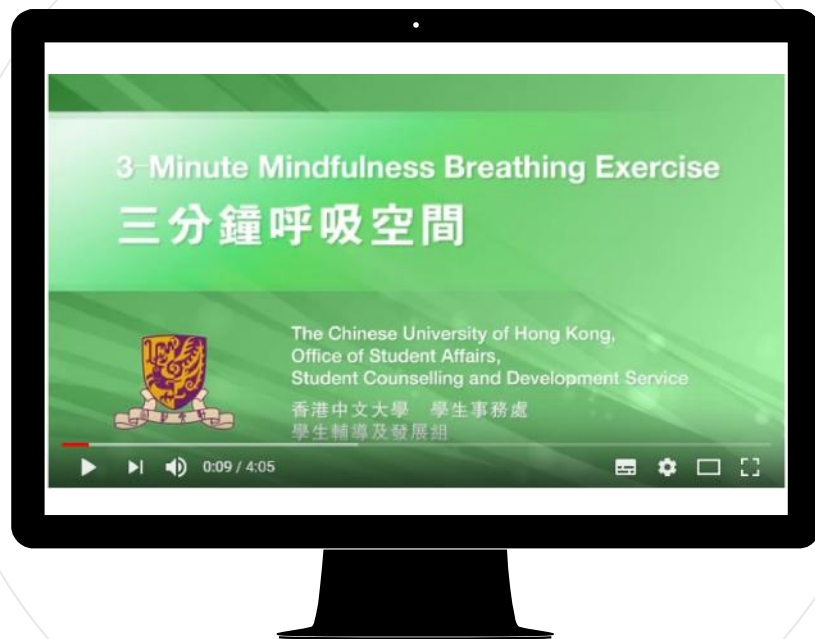 3-Minute Mindfulness Breathing Exercise
三分鐘呼吸空間
The Chinese University of Hong Kong,
Office of Student Affairs,
Student Counselling and Development Service
香港中文大學 學生事務處
學生輔導及發展組
0:09 / 4:05